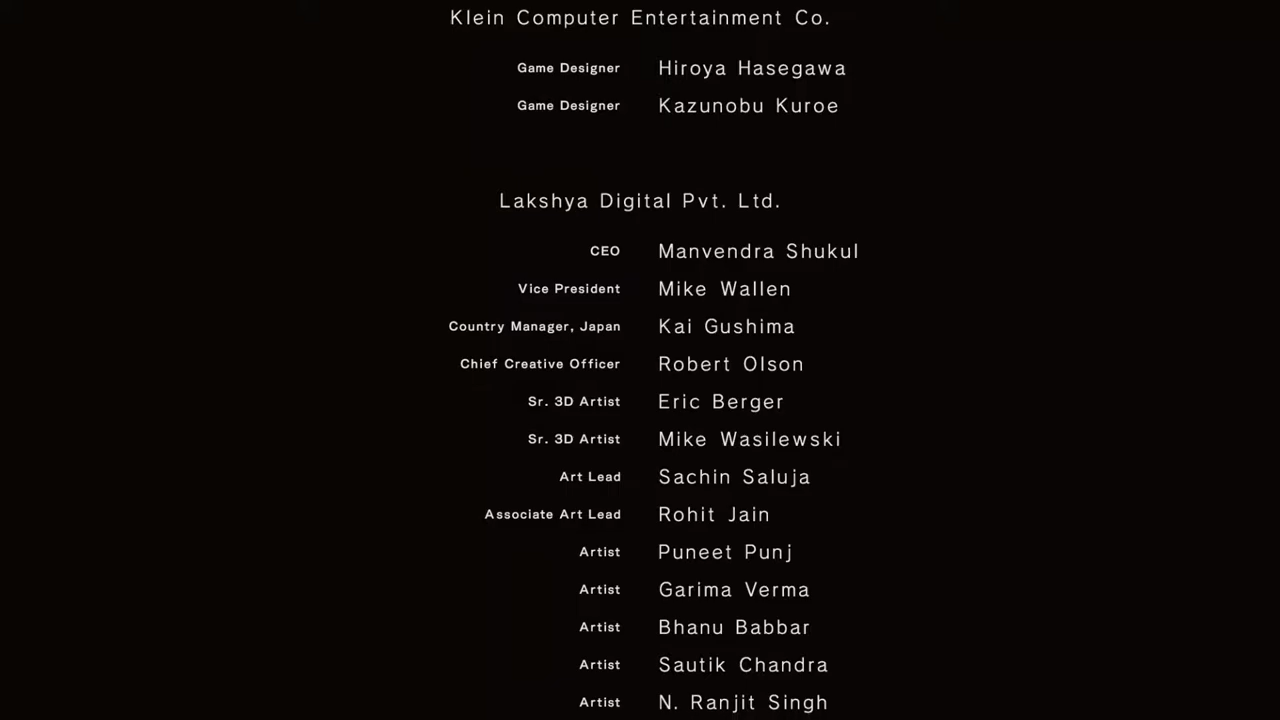 Klein Computer Entertainment Co.
Game Designer Hiroya Hasegawa
Game Designer Kazunobu Kuroe
Lakshya Digital Pvt. Ltd.
CEO Manvendra Shukul
Vice President Mike Wallen
Country Manager, Japan Kai Gushima
Chief Creative Officer Robert Olson
Sr. 3D Artist Eric Berger
Sr. 3D Artist Mike Wasilewski
Art Lead Sachin Saluja
Associate Art Lead Rohit Jain
Artist Puneet Punj
Artist Garima Verma
Artist Bhanu Babbar
Artist Sautik Chandra
Artist N. Ranjit Singh